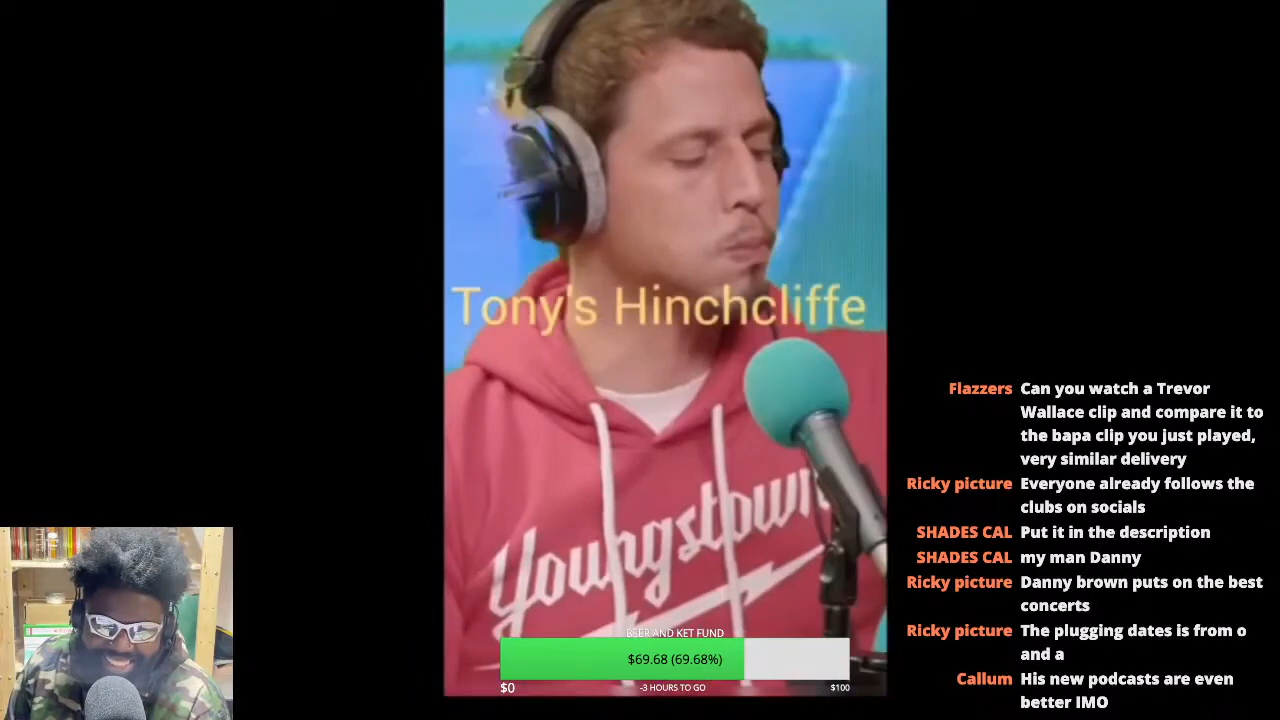 Tony's Hinchcliffe
Youngstown
BEER AND KET FUND
$69.68 (69.68%)
$0
-3 HOURS TO GO
$100
Flazzers Can you watch a Trevor
Wallace clip and compare it to
the bapa clip you just played,
very similar delivery
Ricky picture Everyone already follows the
clubs on socials
SHADES CAL Put it in the description
SHADES CAL my man Danny
Ricky picture Danny brown puts on the best
concerts
Ricky picture The plugging dates is from o
and a
Callum His new podcasts are even
better IMO